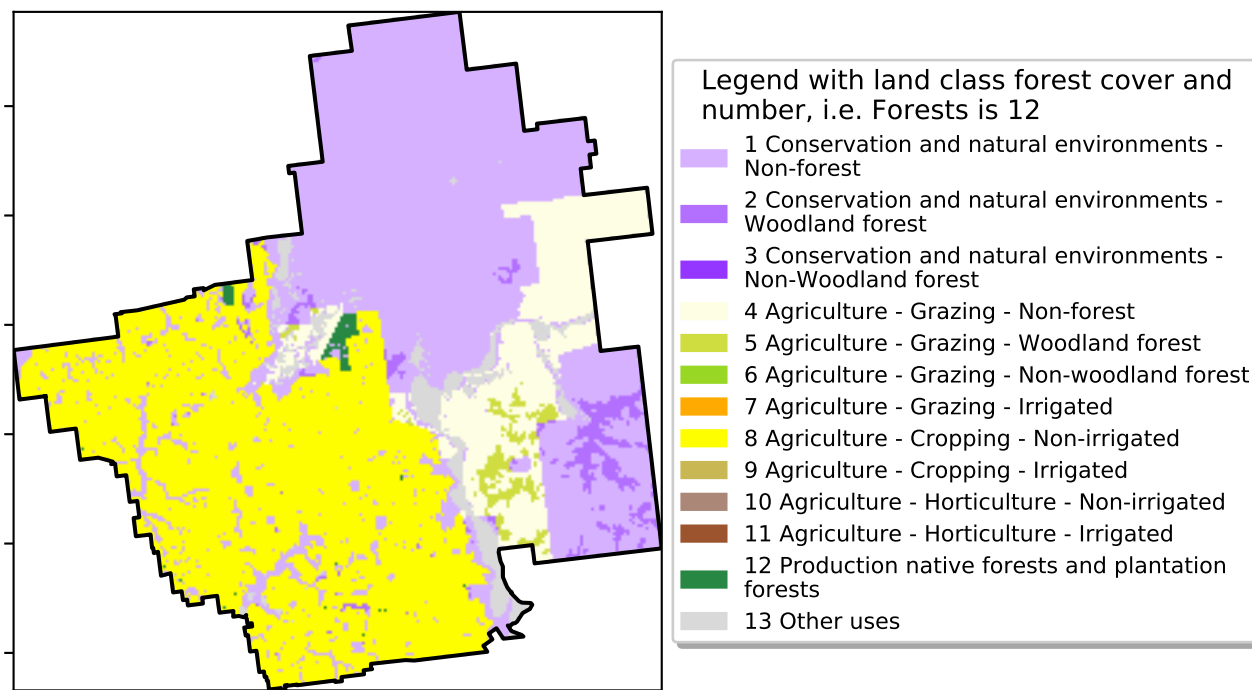 Legend with land class forest cover and
number, i.e. Forests is 12
1 Conservation and natural environments -
Non-forest
2 Conservation and natural environments -
Woodland forest
3 Conservation and natural environments -
Non-Woodland forest
4 Agriculture - Grazing - Non-forest
5 Agriculture - Grazing - Woodland forest
6 Agriculture - Grazing - Non-woodland forest
7 Agriculture - Grazing - Irrigated
8 Agriculture - Cropping - Non-irrigated
9 Agriculture - Cropping - Irrigated
10 Agriculture - Horticulture - Non-irrigated
11 Agriculture - Horticulture - Irrigated
12 Production native forests and plantation
forests
13 Other uses